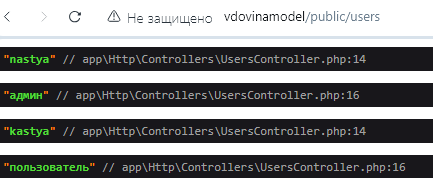 Не защищено vdovinamodel/public/users
"nastya" // app\Http\Controllers\UsersController.php:14
"админ" // app\Http\Controllers\UsersController.php:16
"kastya" // app\Http\Controllers\UsersController.php:14
"пользователь" // app\Http\Controllers\UsersController.php:16